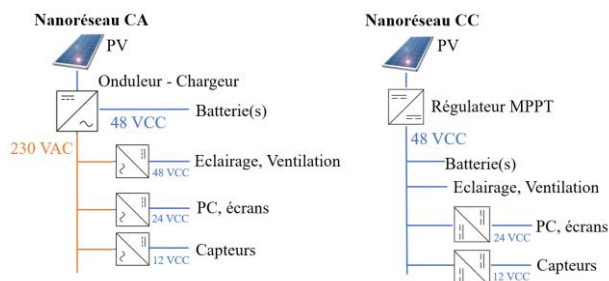 Nanoréseau CA
PV
Onduleur - Chargeur
Batterie(s)
48 VCC
230 VAC
Eclairage, Ventilation
48 VCC
PC, écrans
24 VCC
Capteurs
12 VCC
Nanoréseau CC
PV
Régulateur MPPT
48 VCC
Batterie(s)
Eclairage, Ventilation
PC, écrans
24 VCC
Capteurs
12 VCC